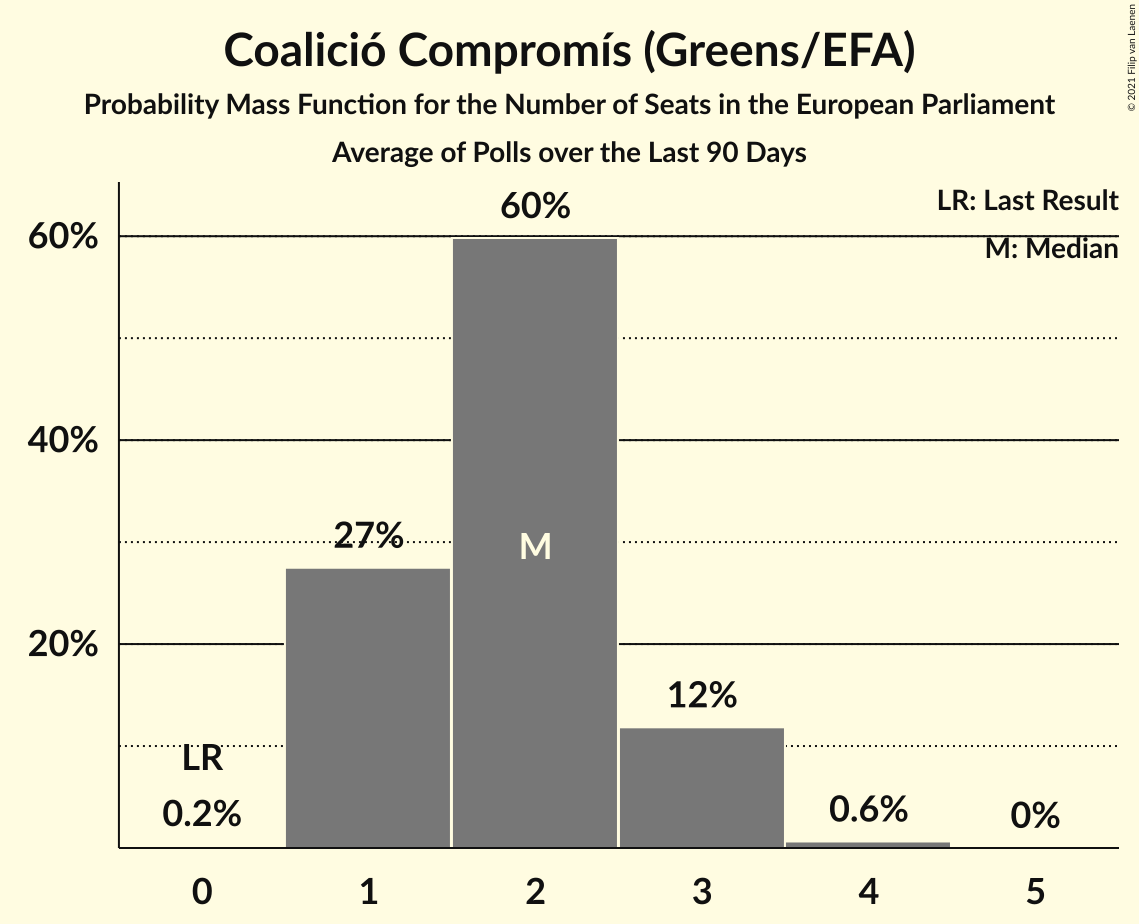 Coalició Compromís (Greens/EFA)
Probability Mass Function for the Number of Seats in the European Parliament
Average of Polls over the Last 90 Days
© 2021 Filip van Laenen
LR: Last Result
M: Median
60%
40%
20%
60%
27%
M
12%
LR
0.2%
0.6%
0%
0 1 2 3 4 5